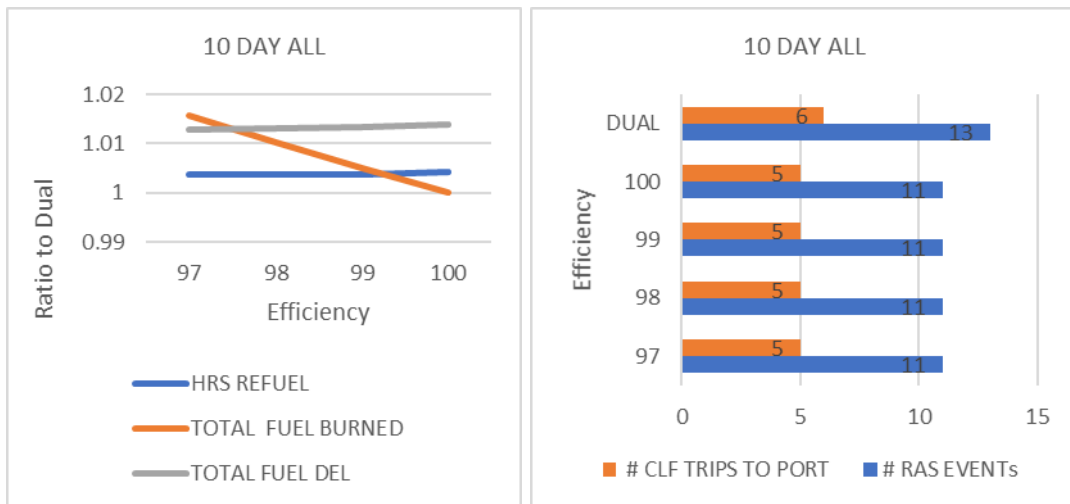 10 DAY ALL
1.02
1.01
1
0.99
Ratio to Dual
97 98 99 100
Efficiency
HRS REFUEL
TOTAL FUEL BURNED
TOTAL FUEL DEL
10 DAY ALL
Efficiency
DUAL 6
13
100 5
11
99 5
11
98 5
11
97 5
11
0 5 10 15
# CLF TRIPS TO PORT # RAS EVENTs